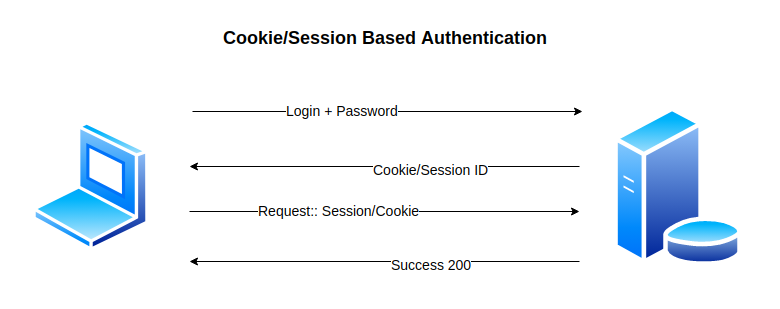 Cookie/Session Based Authentication
Login + Password
Cookie/Session ID
Request:: Session/Cookie
Success 200